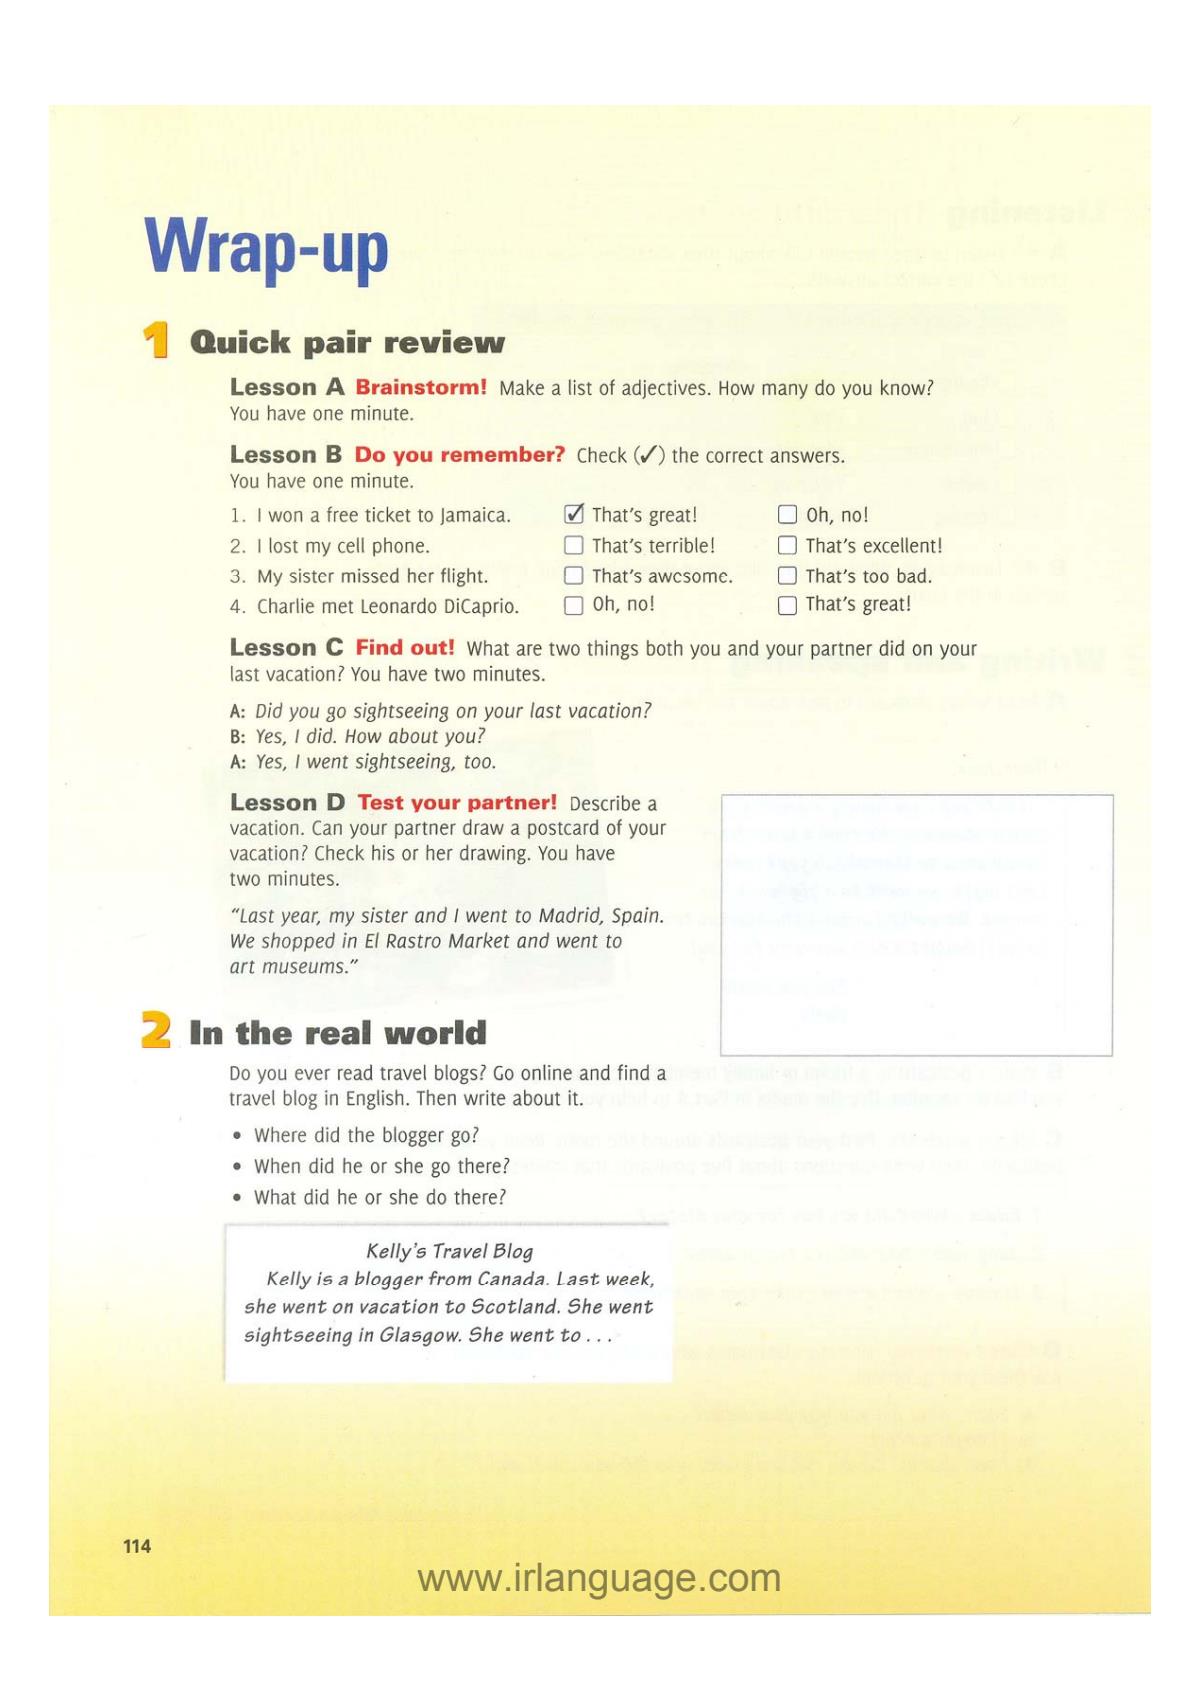 Wrap-up
1 Quick pair review
Lesson A Brainstorm! Make a list of adjectives. How many do you know?
You have one minute.
Lesson B Do you remember? Check (✓) the correct answers.
You have one minute.
1. I won a free ticket to Jamaica. ☑ That's great! ☐ Oh, no!
2. I lost my cell phone. ☐ That's terrible! ☐ That's excellent!
3. My sister missed her flight. ☐ That's awesome. ☐ That's too bad.
4. Charlie met Leonardo DiCaprio. ☐ Oh, no! ☐ That's great!
Lesson C Find out! What are two things both you and your partner did on your
last vacation? You have two minutes.
A: Did you go sightseeing on your last vacation?
B: Yes, I did. How about you?
A: Yes, I went sightseeing, too.
Lesson D Test your partner! Describe a
vacation. Can your partner draw a postcard of your
vacation? Check his or her drawing. You have
two minutes.
"Last year, my sister and I went to Madrid, Spain.
We shopped in El Rastro Market and went to
art museums."
2 In the real world
Do you ever read travel blogs? Go online and find a
travel blog in English. Then write about it.
• Where did the blogger go?
• When did he or she go there?
• What did he or she do there?
Kelly's Travel Blog
Kelly is a blogger from Canada. Last week,
she went on vacation to Scotland. She went
sightseeing in Glasgow. She went to . . .
114
www.irlanguage.com